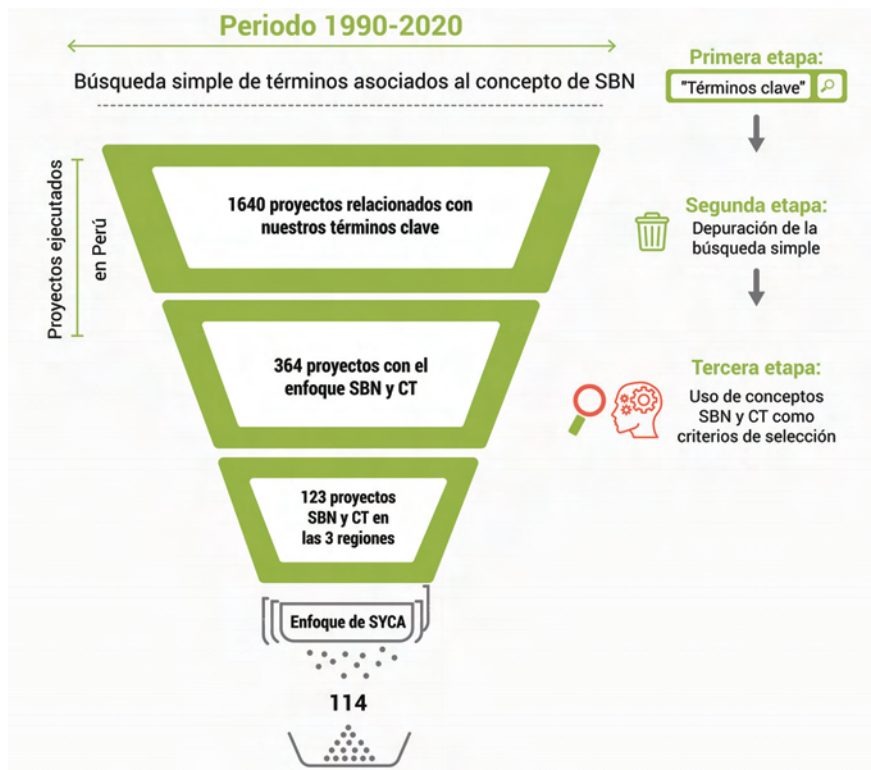 Periodo 1990-2020
Búsqueda simple de términos asociados al concepto de SBN
Proyectos ejecutados
en Perú
1640 proyectos relacionados con
nuestros términos clave
364 proyectos con el
enfoque SBN y CT
123 proyectos
SBN y CT en
las 3 regiones
Enfoque de SYCA
114
Primera etapa:
"Términos clave"
Segunda etapa:
Depuración de la
búsqueda simple
Tercera etapa:
Uso de conceptos
SBN y CT como
criterios de selección